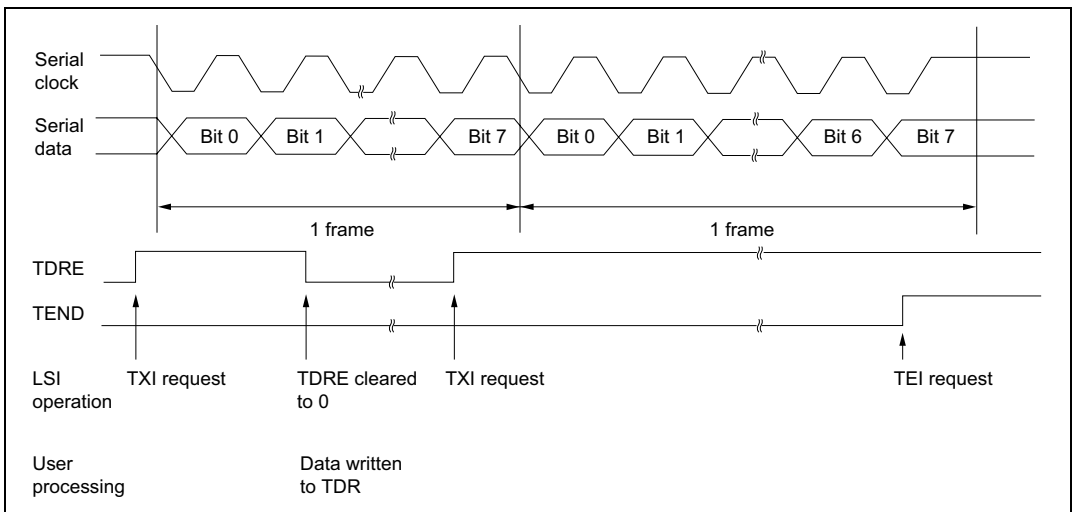 Serial
clock
Serial
data
Bit 0
Bit 1
Bit 7
Bit 0
Bit 1
Bit 6
Bit 7
1 frame
1 frame
TDRE
TEND
LSI
operation
TXI request
TDRE cleared
to 0
TXI request
TEI request
User
processing
Data written
to TDR